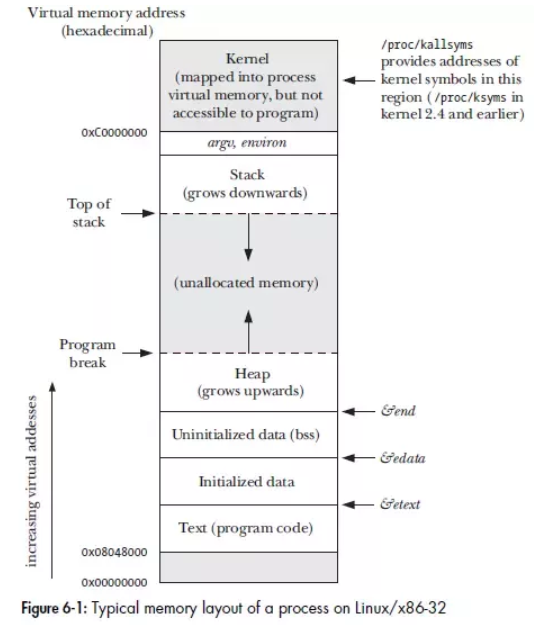 Virtual memory address
(hexadecimal)
Kernel
(mapped into process
virtual memory, but not
accessible to program)
/proc/kallsyms
provides addresses of
kernel symbols in this
region (/proc/ksyms in
kernel 2.4 and earlier)
0xC0000000
argv, environ
Stack
(grows downwards)
Top of
stack
(unallocated memory)
Program
break
Heap
(grows upwards)
&end
Uninitialized data (bss)
&edata
Initialized data
&etext
Text (program code)
increasing virtual addesses
0x08048000
0x00000000
Figure 6-1: Typical memory layout of a process on Linux/x86-32